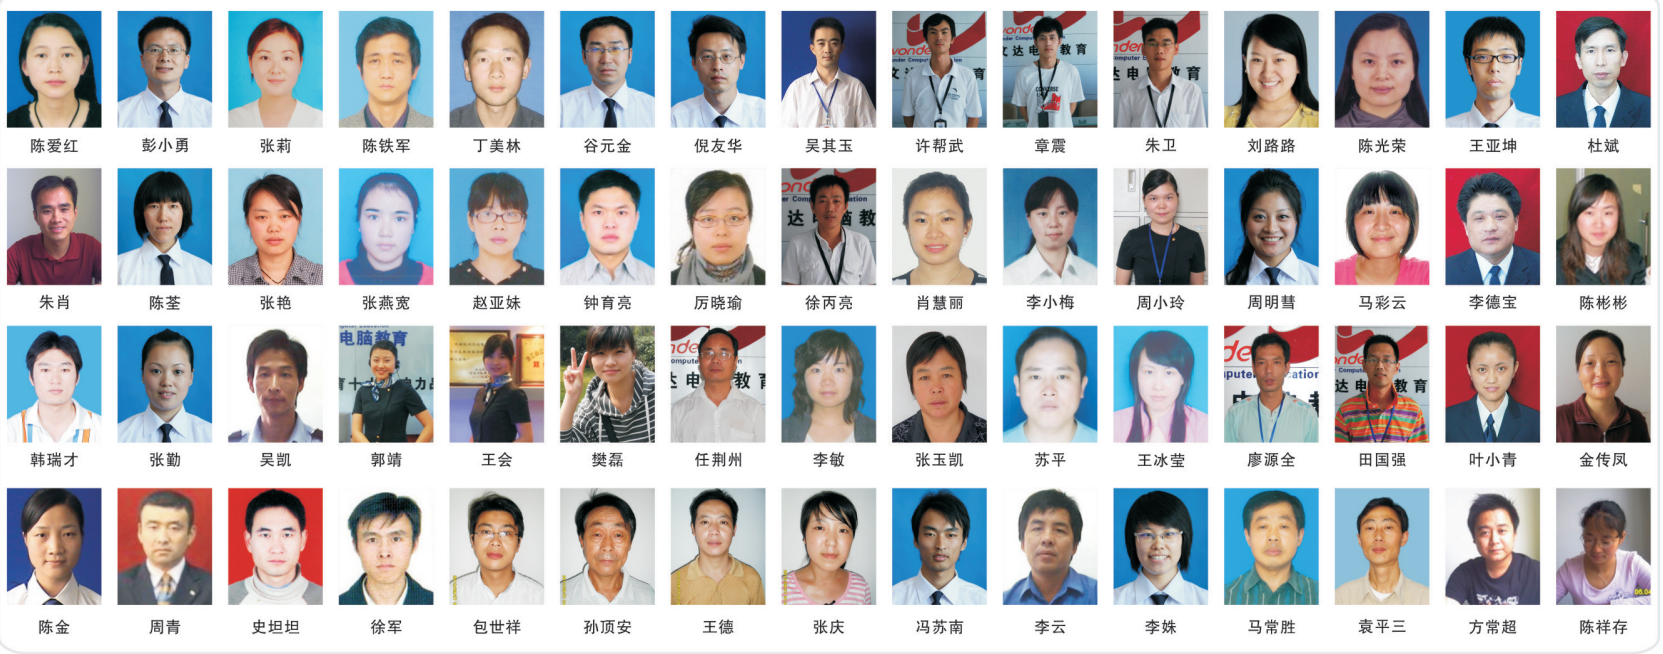 陈爱红 彭小勇 张莉 陈铁军 丁美林 谷元金 倪友华 吴其玉 许帮武 章震 朱卫 刘路路 陈光荣 王亚坤 杜斌
朱肖 陈荃 张艳 张燕宽 赵亚妹 钟育亮 厉晓瑜 徐丙亮 肖慧丽 李小梅 周小玲 周明彗 马彩云 李德宝 陈彬彬
电脑教育
韩瑞才 张勤 吴凯 郭靖 王会 樊磊 任荆州 李敏 张玉凯 苏平 王冰莹 廖源全 田国强 叶小青 金传凤
陈金 周青 史坦坦 徐军 包世祥 孙顶安 王德 张庆 冯苏南 李云 李姝 马常胜 袁平三 方常超 陈祥存